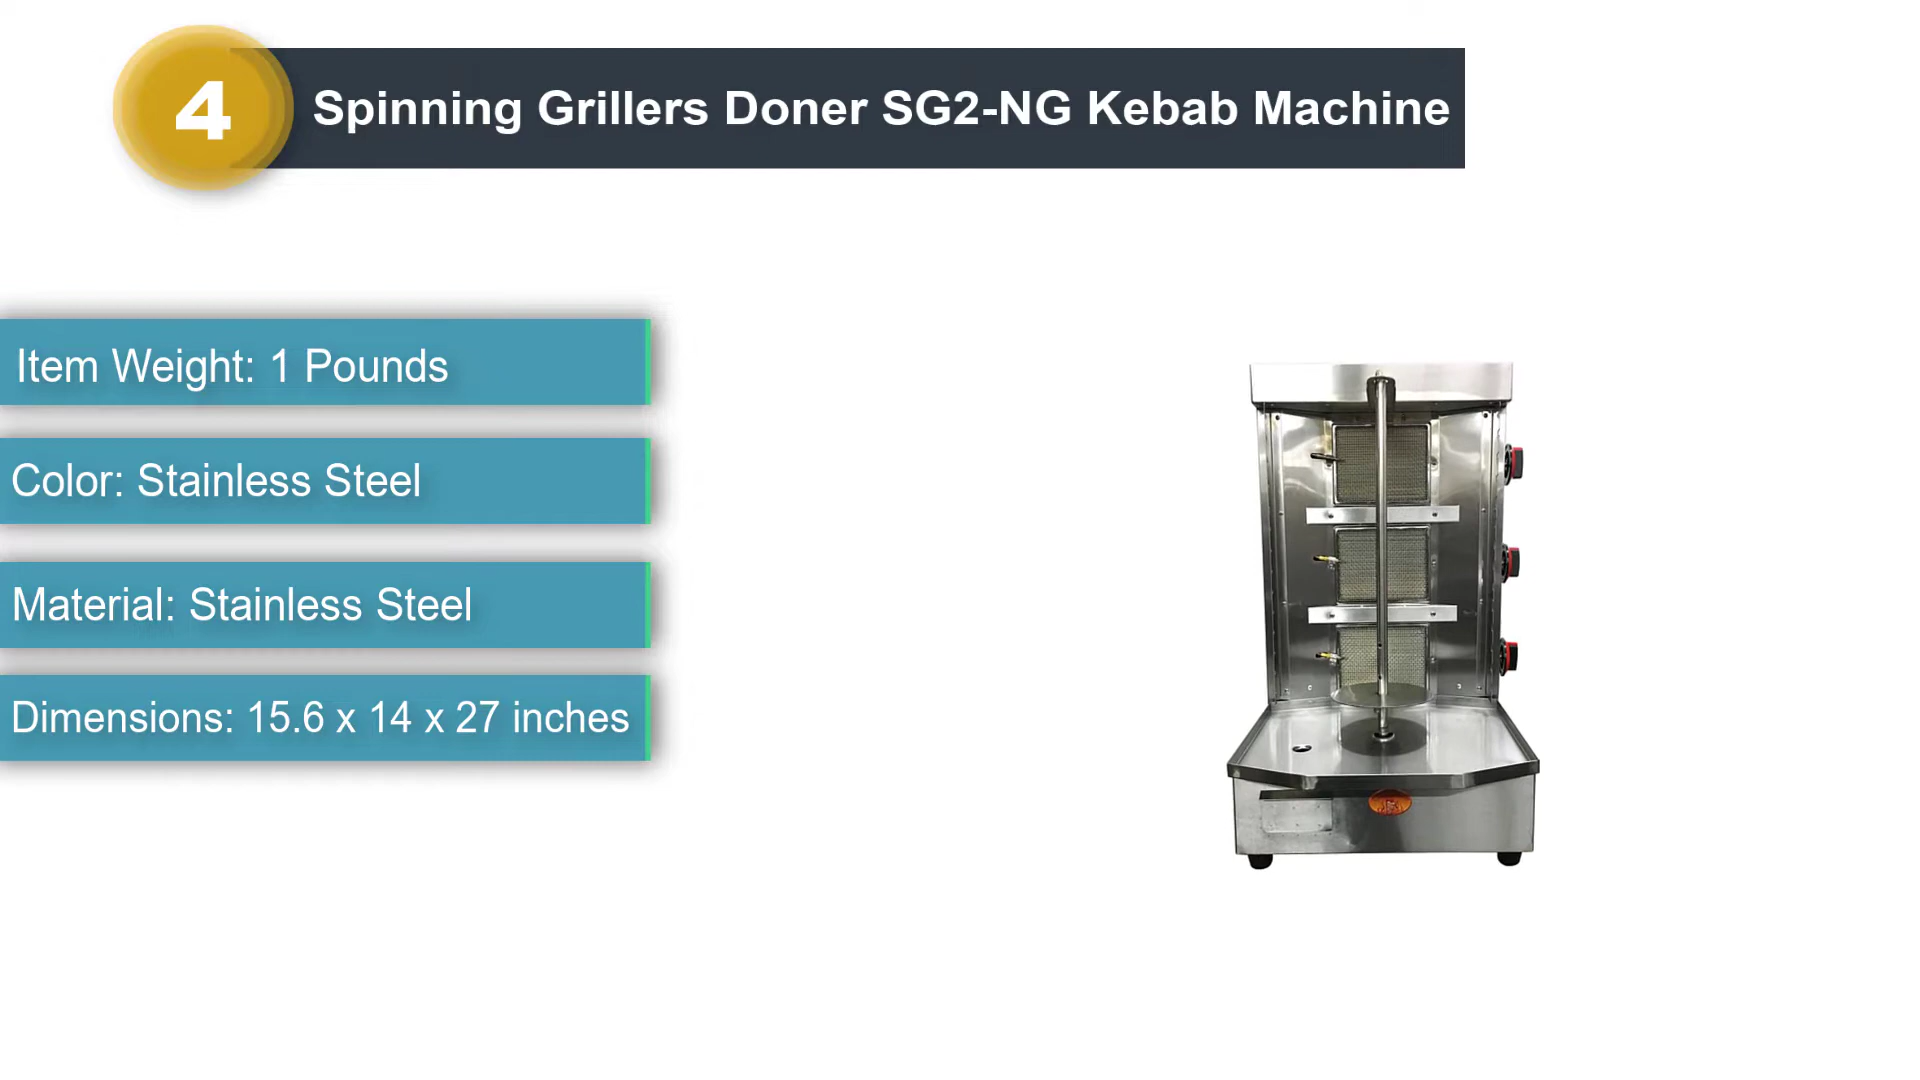 4
Spinning Grillers Doner SG2-NG Kebab Machine
Item Weight: 1 Pounds
Color: Stainless Steel
Material: Stainless Steel
Dimensions: 15.6 x 14 x 27 inches